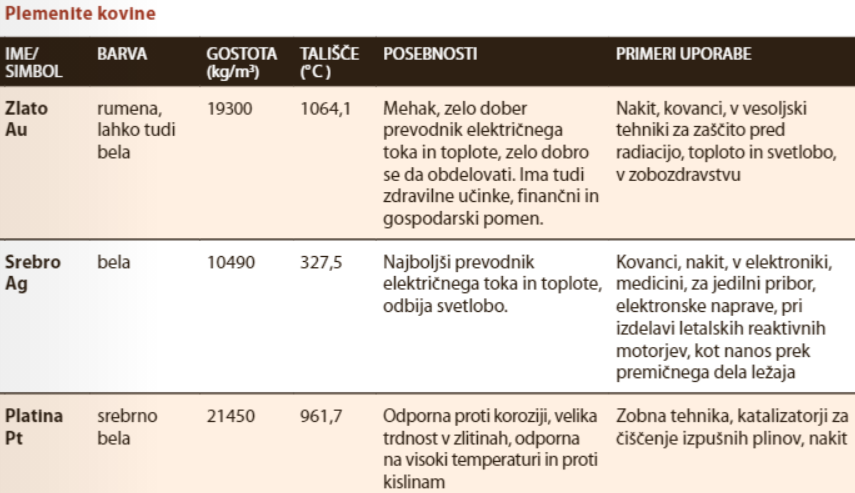 Plemenite kovine
IME/ SIMBOL BARVA GOSTOTA (kg/m³) TALIŠČE (°C ) POSEBNOSTI PRIMERI UPORABE
Zlato rumena, 19300 1064,1 Mehak, zelo dober Nakit, kovanci, v vesoljski
Au lahko tudi prevodnik električnega tehniki za zaščito pred
bela toka in toplote, zelo dobro radiacijo, toploto in svetlobo,
se da obdelovati. Ima tudi v zobozdravstvu
zdravilne učinke, finančni in
gospodarski pomen.
Srebro bela 10490 327,5 Najboljši prevodnik Kovanci, nakit, v elektroniki,
Ag električnega toka in toplote, medicini, za jedilni pribor,
odbija svetlobo. elektronske naprave, pri
izdelavi letalskih reaktivnih
motorjev, kot nanos prek
premičnega dela ležaja
Platina srebrno 21450 961,7 Odporna proti koroziji, velika Zobna tehnika, katalizatorji za
Pt bela trdnost v zlitinah, odporna čiščenje izpušnih plinov, nakit
na visoki temperaturi in proti
kislinam